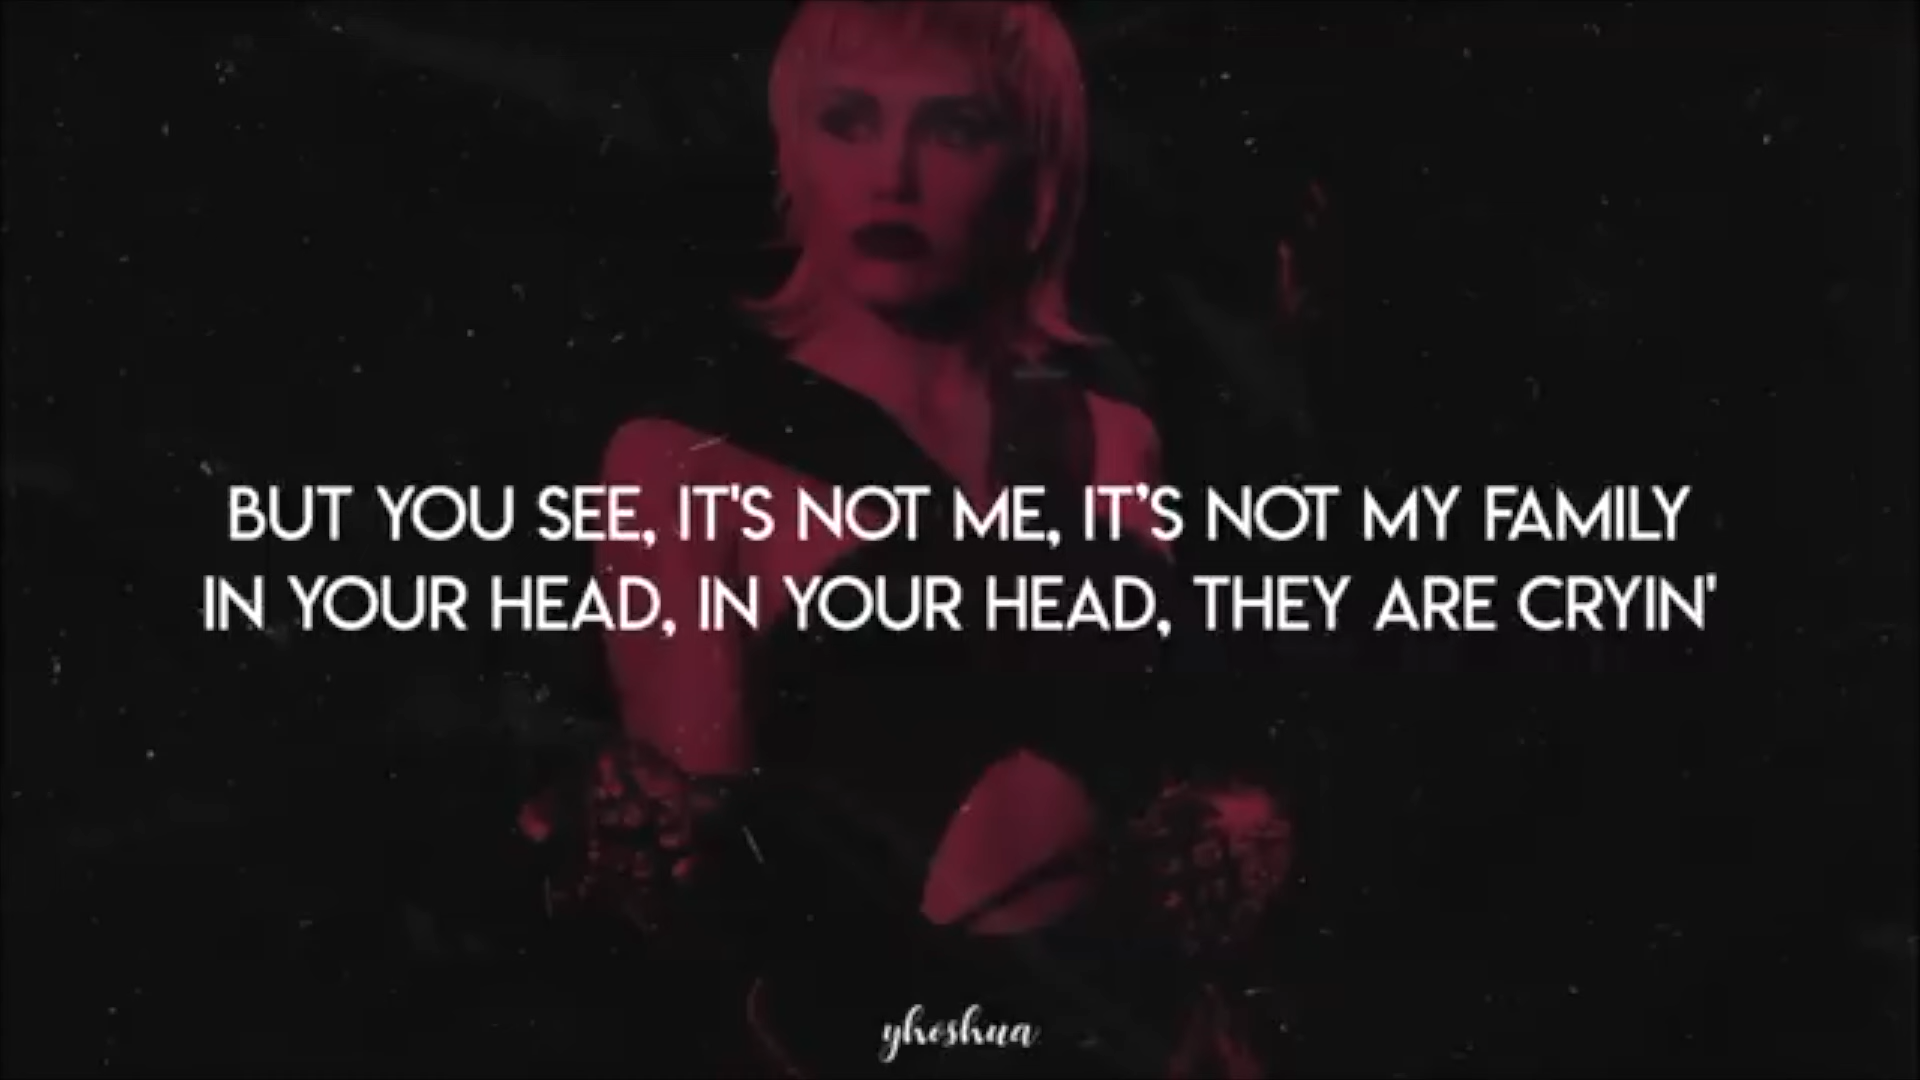 BUT YOU SEE, IT'S NOT ME, IT’S NOT MY FAMILY
IN YOUR HEAD, IN YOUR HEAD, THEY ARE CRYIN'
yhoshua